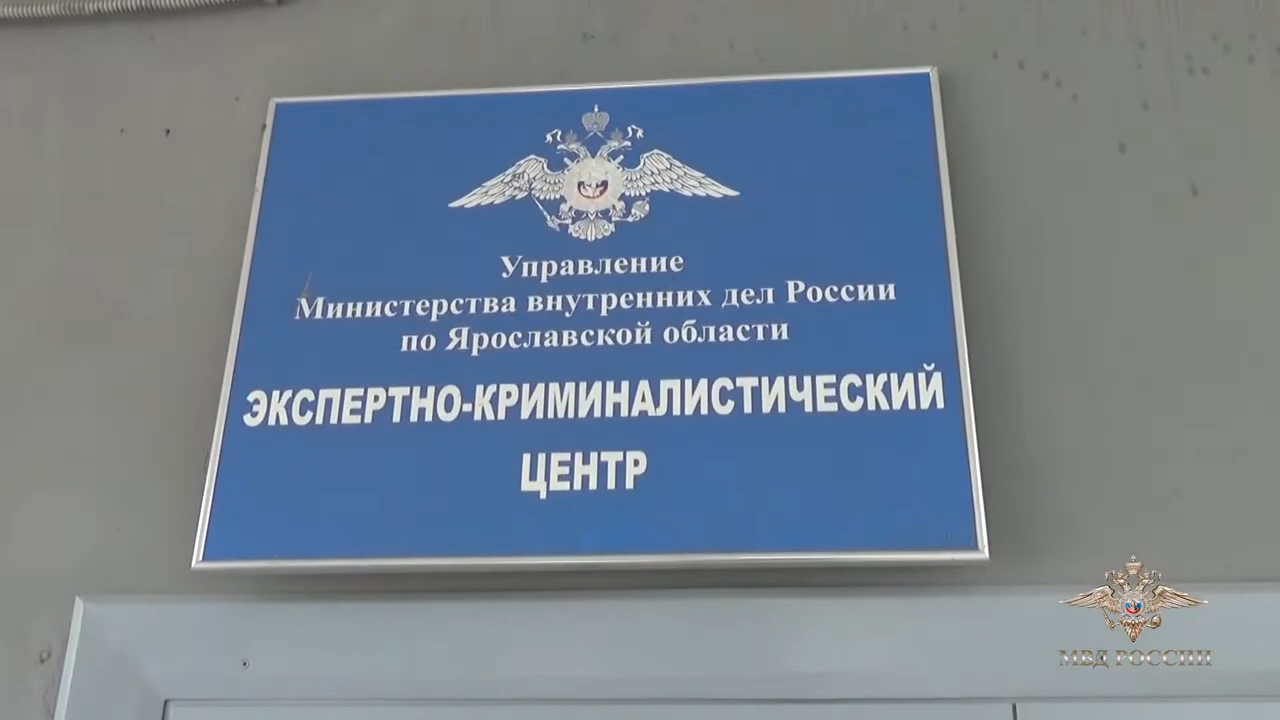 Управление
Министерства внутренних дел России
по Ярославской области
ЭКСПЕРТНО-КРИМИНАЛИСТИЧЕСКИЙ
ЦЕНТР
МВД РОССИИ